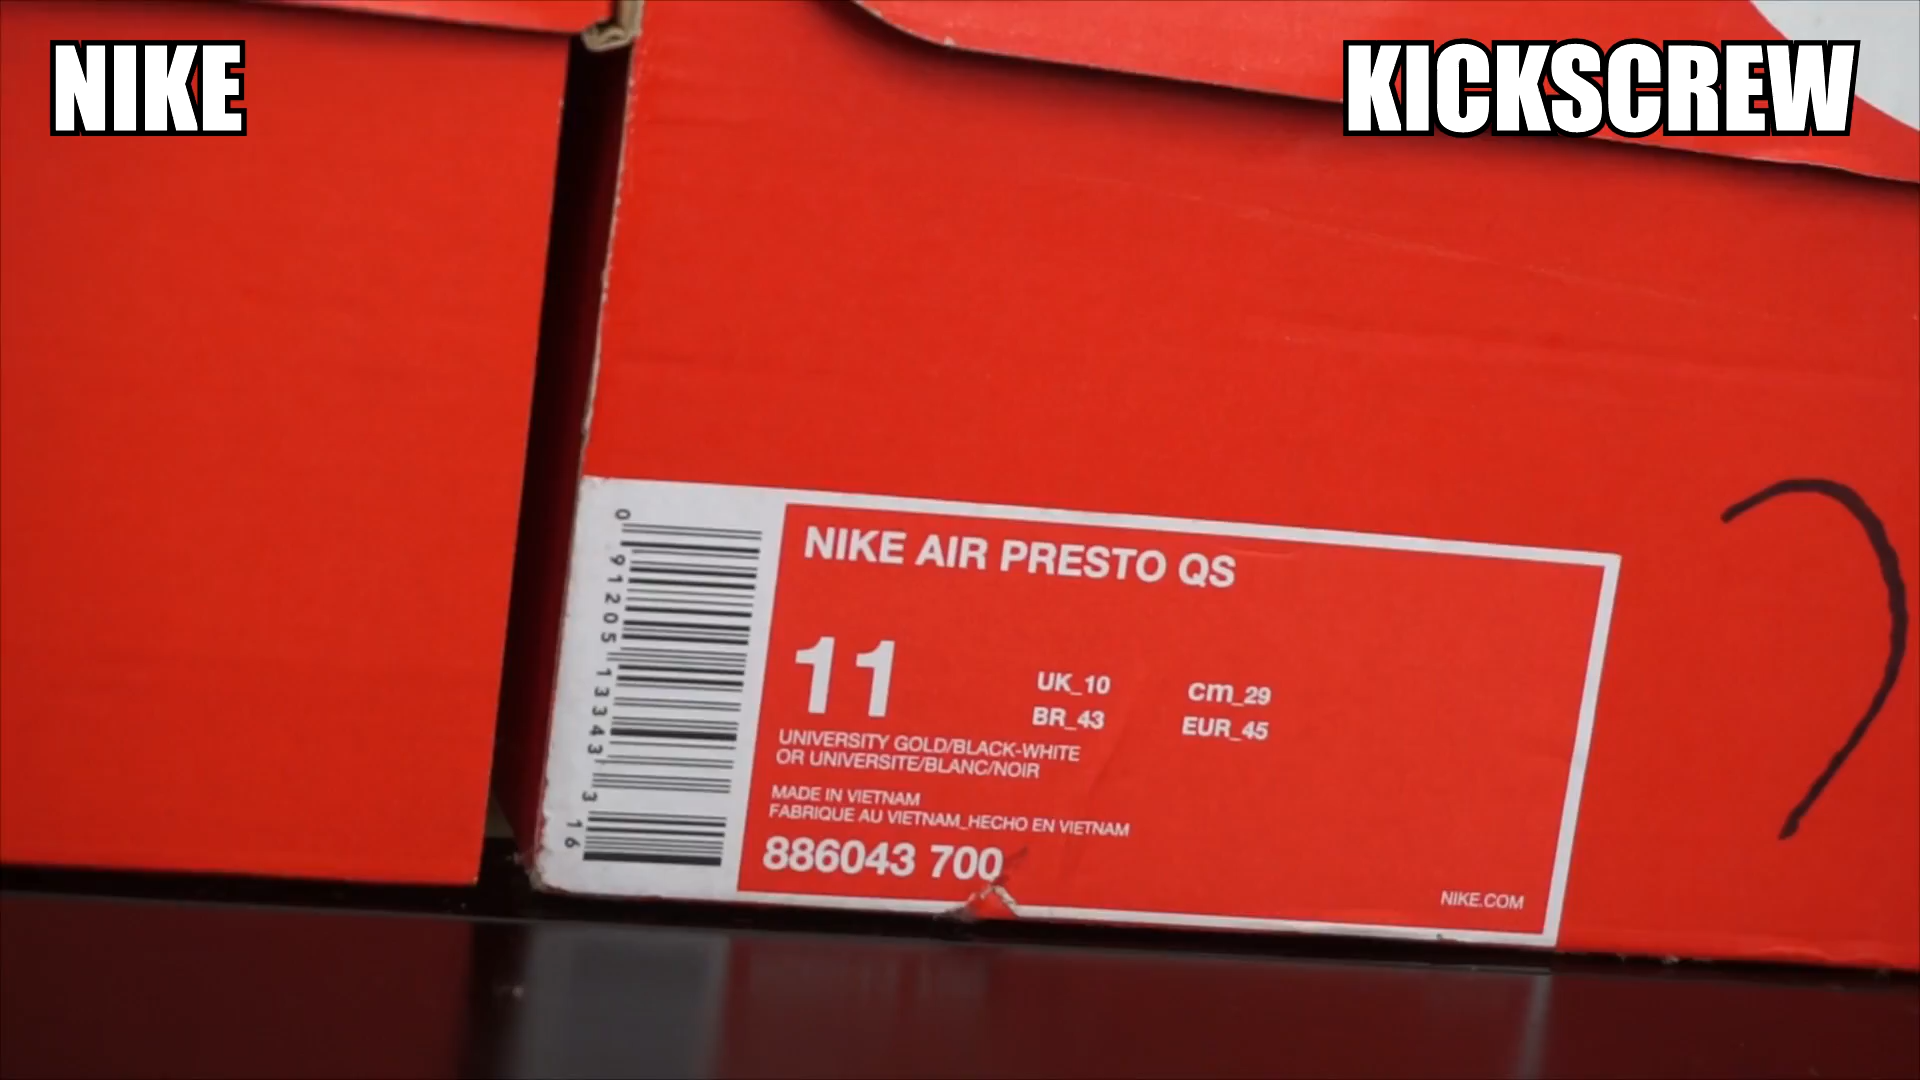 NIKE
KICKSCREW
NIKE AIR PRESTO QS
11
UK_10
cm_29
BR_43
EUR_45
UNIVERSITY GOLD/BLACK-WHITE
OR UNIVERSITE/BLANC/NOIR
MADE IN VIETNAM
FABRIQUE AU VIETNAM_HECHO EN VIETNAM
886043 700
NIKE.COM
0 91205 13343 3 16